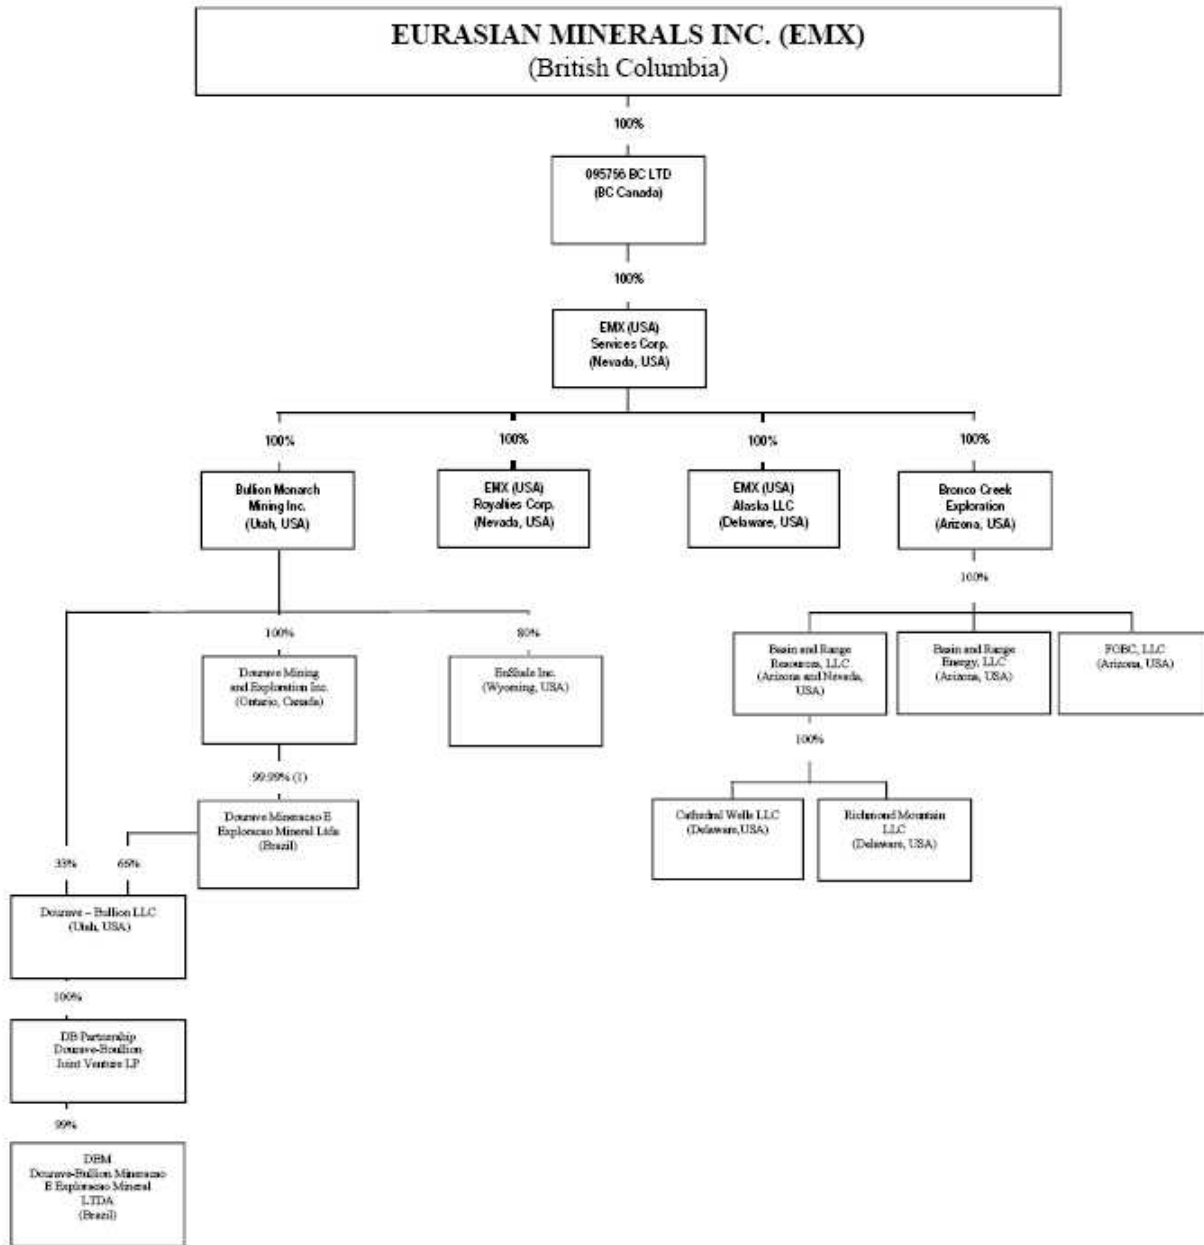 EURASIAN MINERALS INC. (EMX)
(British Columbia)
100%
095766 BC LTD
(BC Canada)
100%
EMX (USA)
Services Corp.
(Nevada, USA)
100%
100%
100%
100%
Bullion Monarch
Mining Inc.
(Utah, USA)
EMX (USA)
Royalties Corp.
(Nevada, USA)
EMX (USA)
Alaska LLC
(Delaware, USA)
Bronco Creek
Exploration
(Arizona, USA)
100%
100%
80%
Dourave Mining
and Exploration Inc.
(Ontario, Canada)
EnShale Inc.
(Wyoming, USA)
Basin and Range
Resources, LLC
(Arizona and Nevada,
USA)
Basin and Range
Energy, LLC
(Arizona, USA)
FOBC, LLC
(Arizona, USA)
100%
99.99% (1)
Dourave Mineracao E
Exploracao Mineral Ltda
(Brazil)
Cathedral Wells LLC
(Delaware,USA)
Richmond Mountain
LLC
(Delaware, USA)
33%
66%
Dourave – Bullion LLC
(Utah, USA)
100%
DB Partnership
Dourave-Boullion
Joint Venture LP
99%
DBM
Dourave-Bullion Mineracao
E Exploracao Mineral
LTDA
(Brazil)